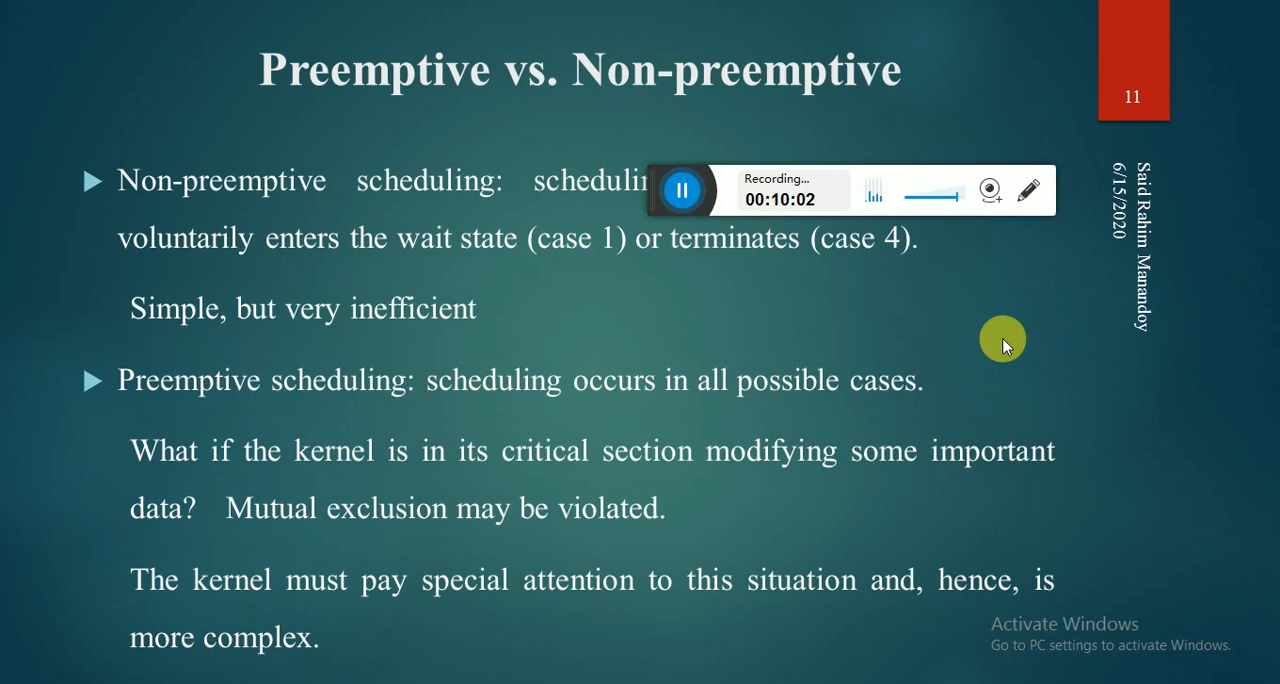 Preemptive vs. Non-preemptive
11
Non-preemptive scheduling:
Recording...
00:10:02
voluntarily enters the wait state (case 1) or terminates (case 4).
Simple, but very inefficient
Preemptive scheduling: scheduling occurs in all possible cases.
What if the kernel is in its critical section modifying some important
data? Mutual exclusion may be violated.
The kernel must pay special attention to this situation and, hence, is
more complex.
Said Rahim Manandoy
6/15/2020
Activate Windows
Go to PC settings to activate Windows.